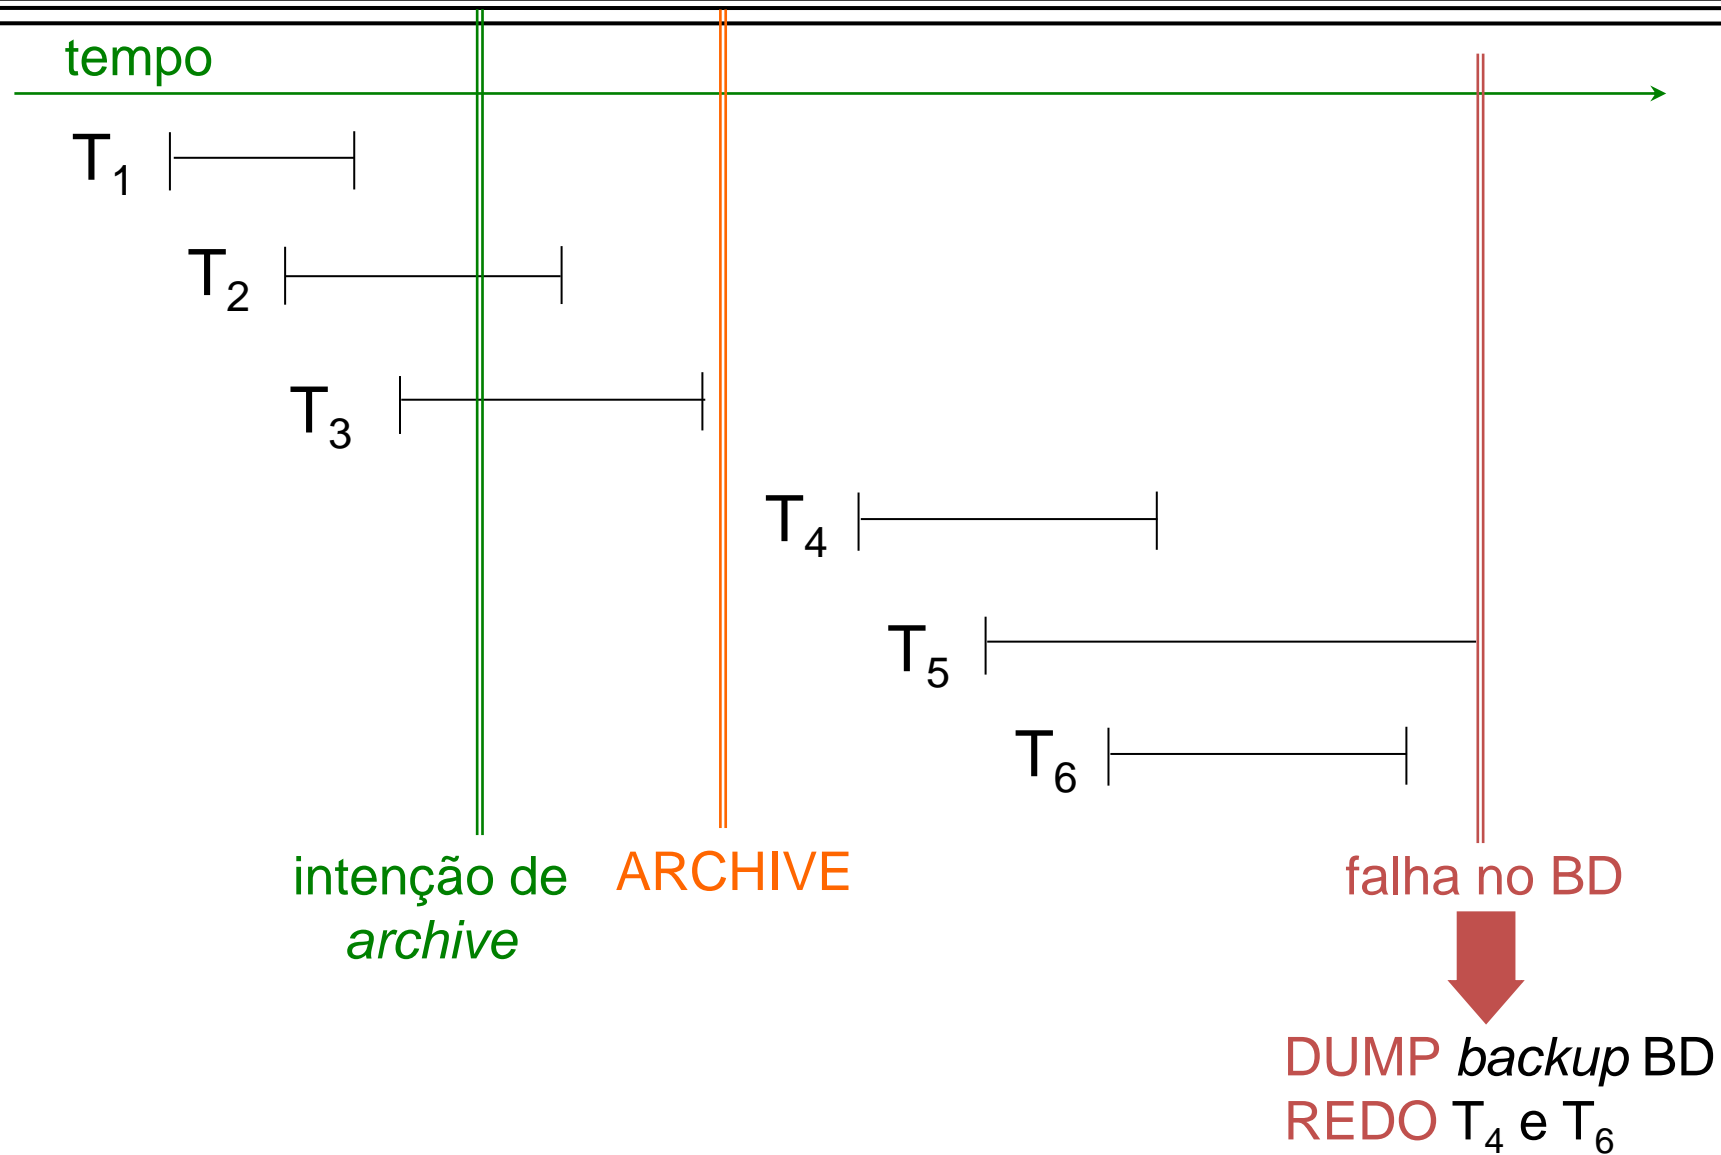 tempo
T1
T2
T3
T4
T5
T6
intenção de
archive
ARCHIVE
falha no BD
DUMP backup BD
REDO T4 e T6